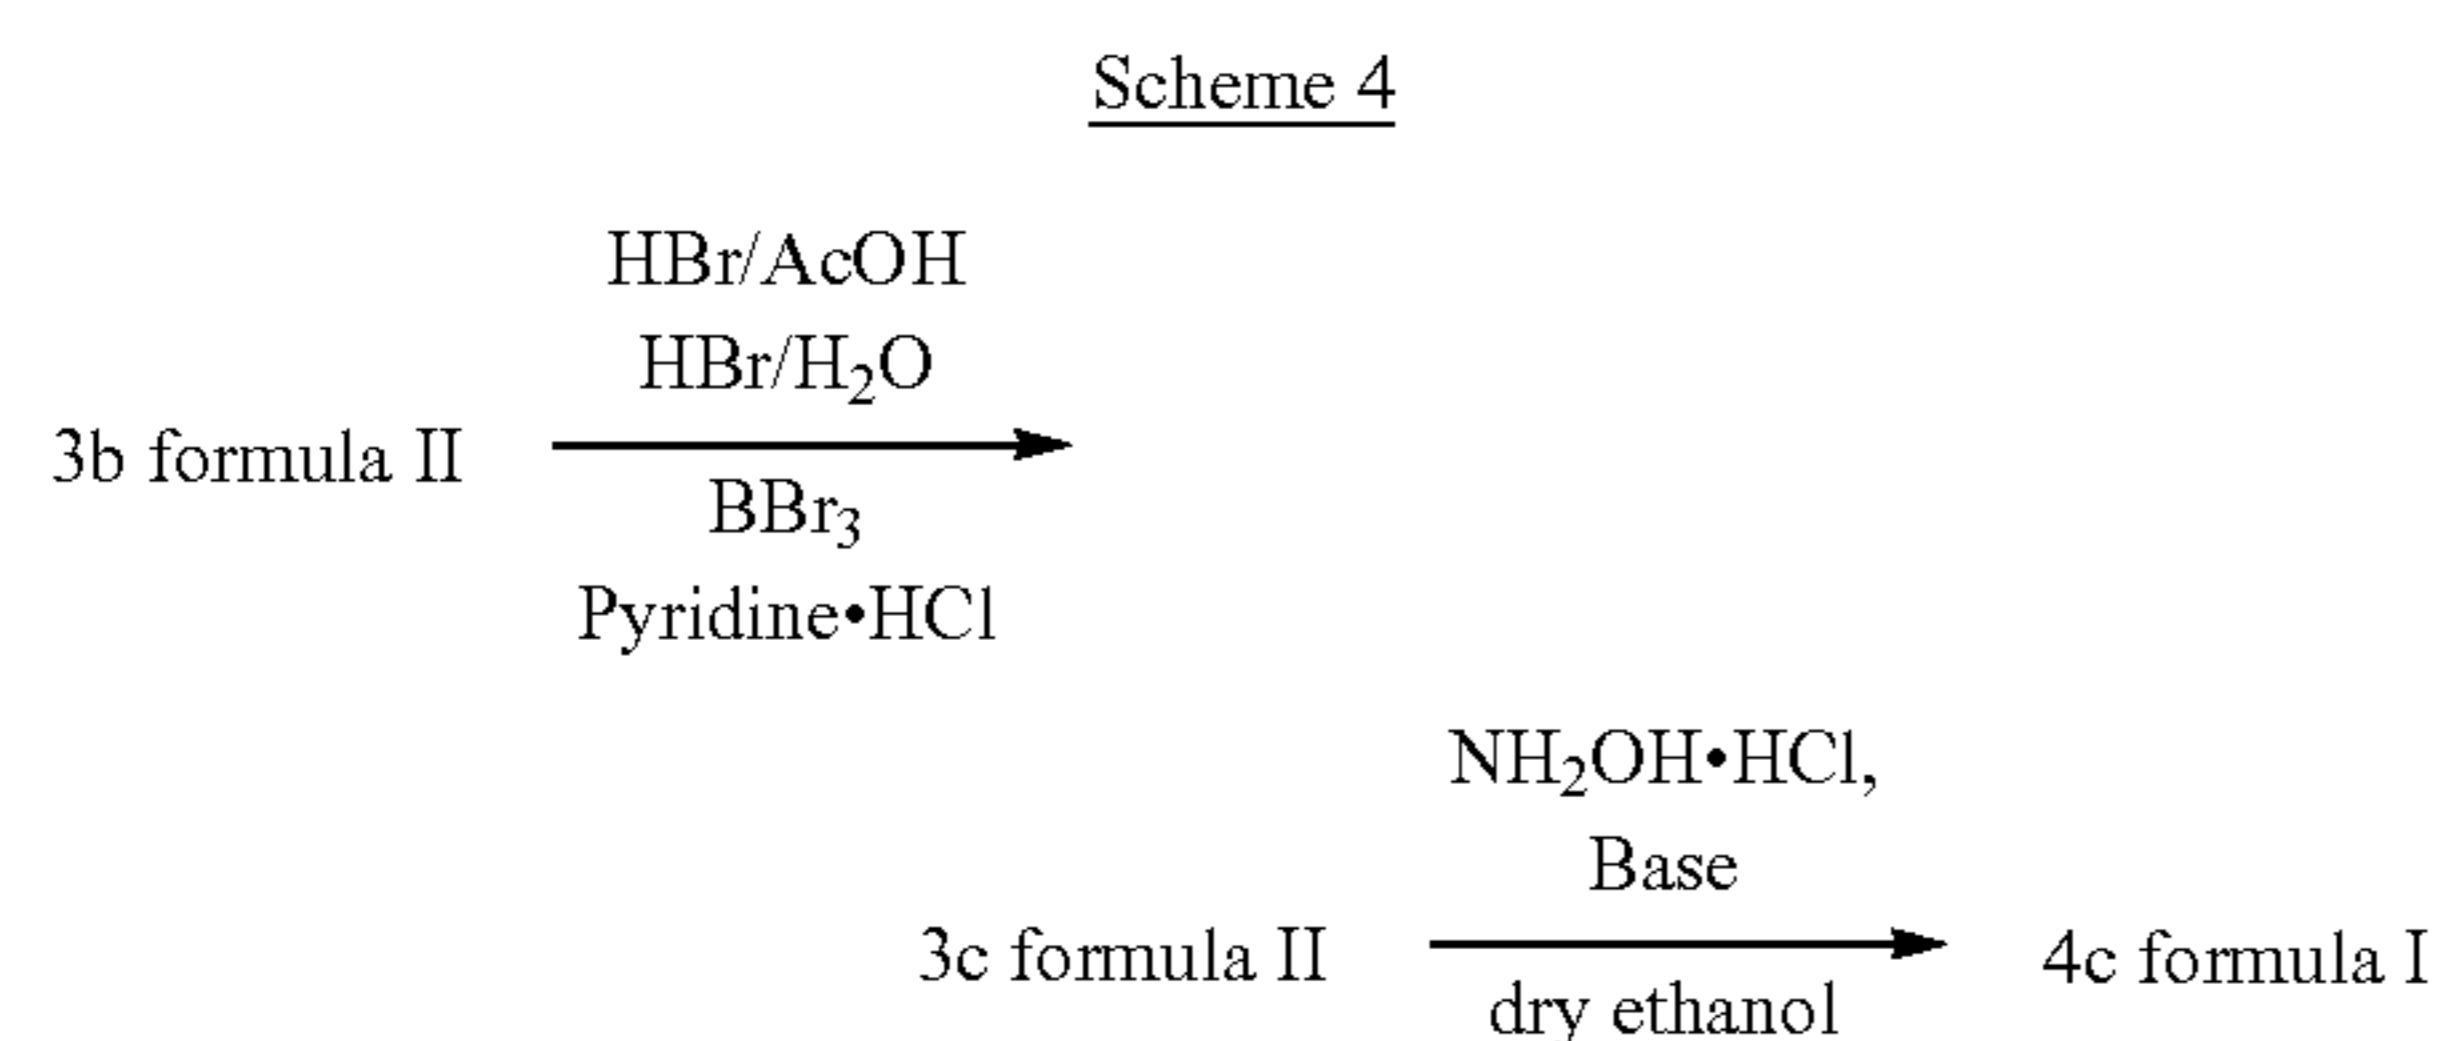 Scheme 4
HBr/AcOH
HBr/H₂O
3b formula II
BBr₃
Pyridine•HCl
NH₂OH•HCl,
Base
3c formula II
4c formula I
dry ethanol